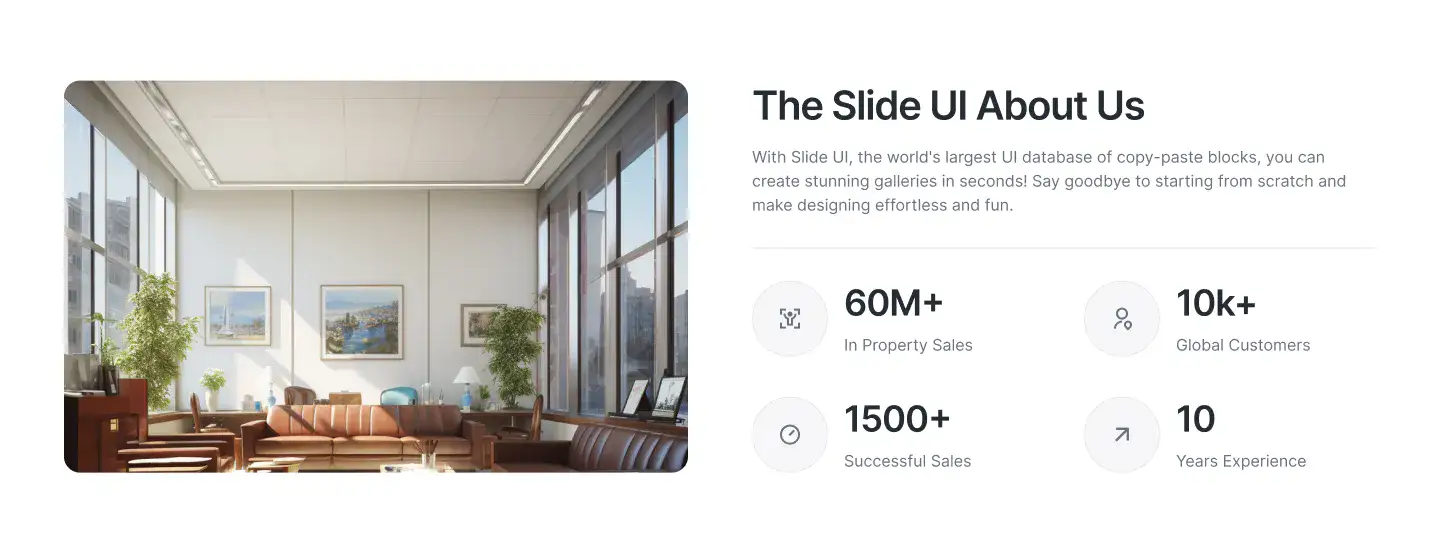 The Slide UI About Us
With Slide UI, the world's largest UI database of copy-paste blocks, you can
create stunning galleries in seconds! Say goodbye to starting from scratch and
make designing effortless and fun.
60M+
In Property Sales
10k+
Global Customers
1500+
Successful Sales
10
Years Experience